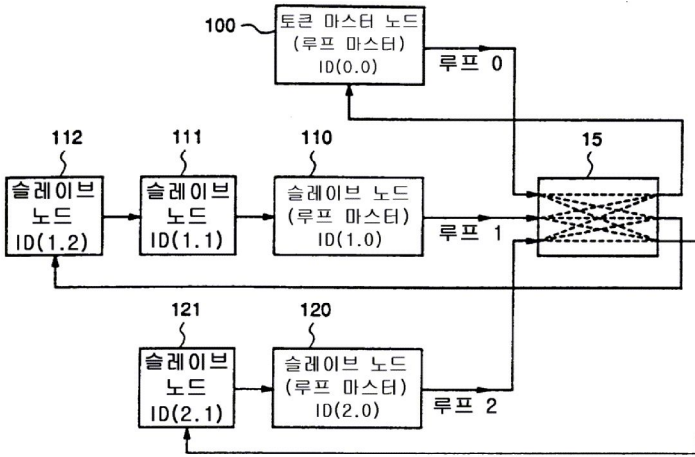 100
토큰 마스터 노드
(루프 마스터)
ID(0.0)
루프 0
112
111
110
15
슬레이브
노드
ID(1.2)
슬레이브
노드
ID(1.1)
슬레이브 노드
(루프 마스터)
ID(1.0)
루프 1
121
120
슬레이브
노드
ID(2.1)
슬레이브 노드
(루프 마스터)
ID(2.0)
루프 2